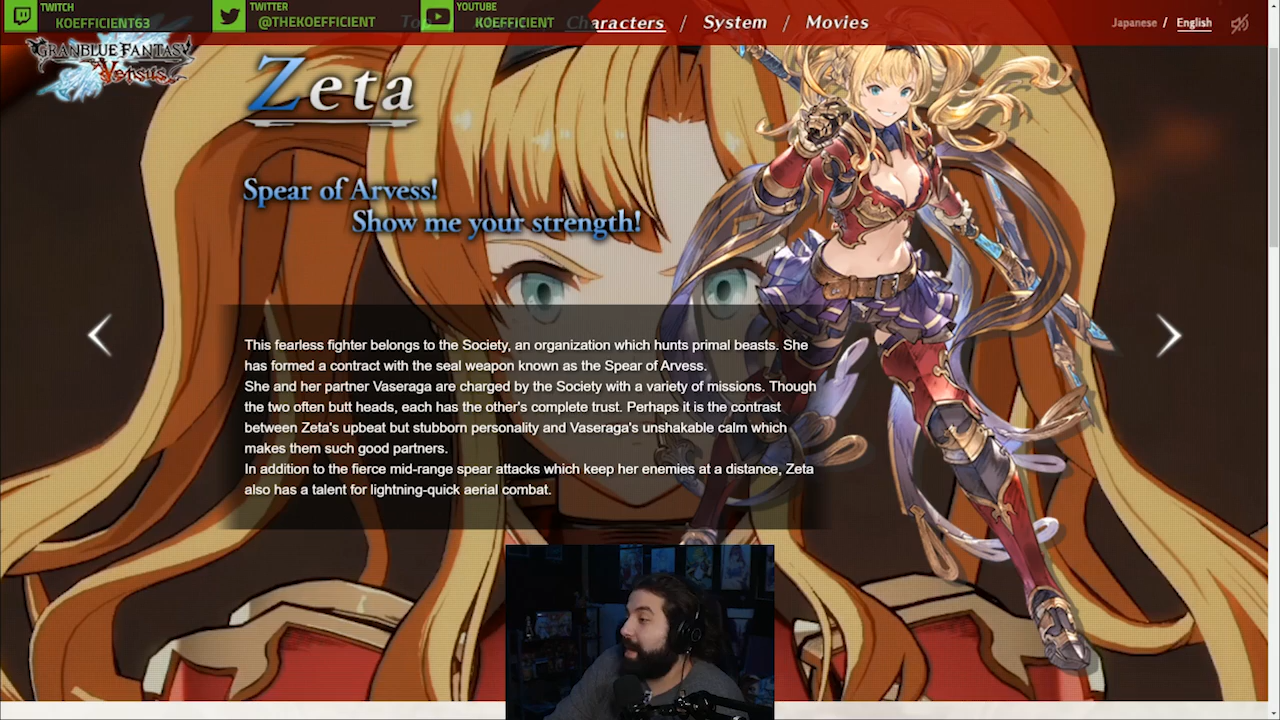 TWITCH
KOEFFICIENT63
TWITTER
@THEKOEFFICIENT
YOUTUBE
KOEFFICIENT
Top
Characters / System / Movies
Japanese / English
GRANBLUE FANTASY
Versus
Zeta
Spear of Arvess!
Show me your strength!
This fearless fighter belongs to the Society, an organization which hunts primal beasts. She
has formed a contract with the seal weapon known as the Spear of Arvess.
She and her partner Vaseraga are charged by the Society with a variety of missions. Though
the two often butt heads, each has the other's complete trust. Perhaps it is the contrast
between Zeta's upbeat but stubborn personality and Vaseraga's unshakable calm which
makes them such good partners.
In addition to the fierce mid-range spear attacks which keep her enemies at a distance, Zeta
also has a talent for lightning-quick aerial combat.